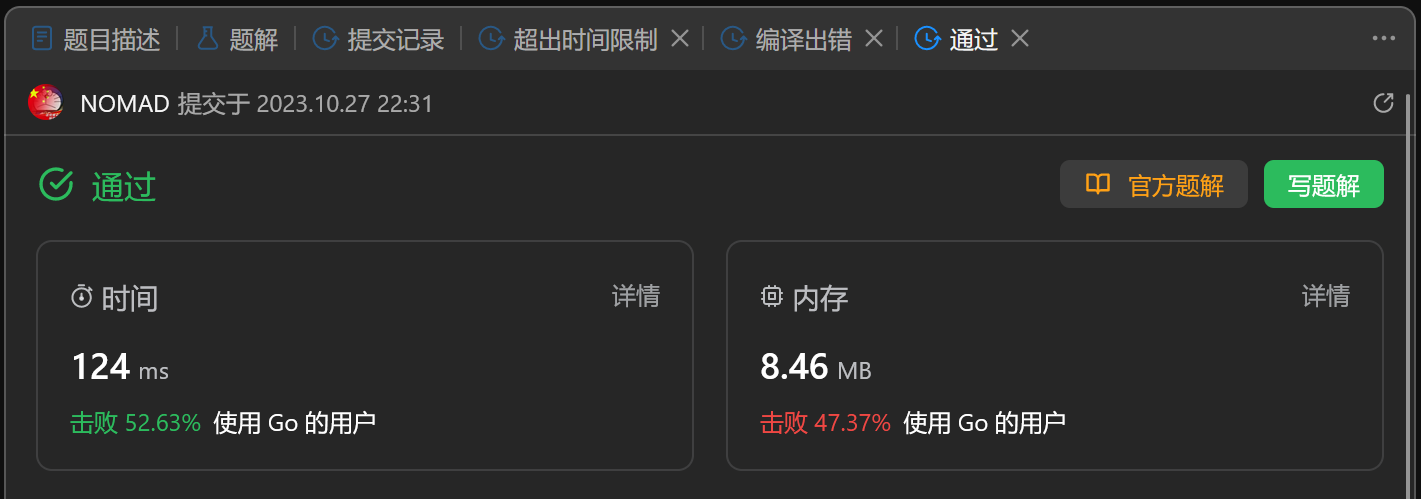 题目描述 题解 提交记录 超出时间限制 编译出错 通过
NOMAD 提交于 2023.10.27 22:31
通过 官方题解 写题解
时间 详情
124 ms
击败 52.63% 使用 Go 的用户
内存 详情
8.46 MB
击败 47.37% 使用 Go 的用户